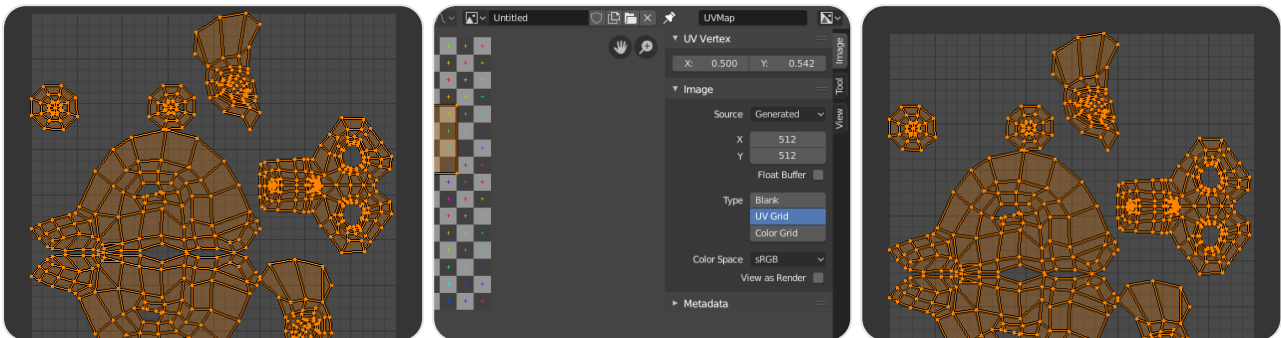 Untitled
UVMap
UV Vertex
X: 0.500 Y: 0.542
Image
Source Generated
X 512
Y 512
Float Buffer
Type Blank
UV Grid
Color Grid
Color Space sRGB
View as Render
Metadata
Image
Tool
View